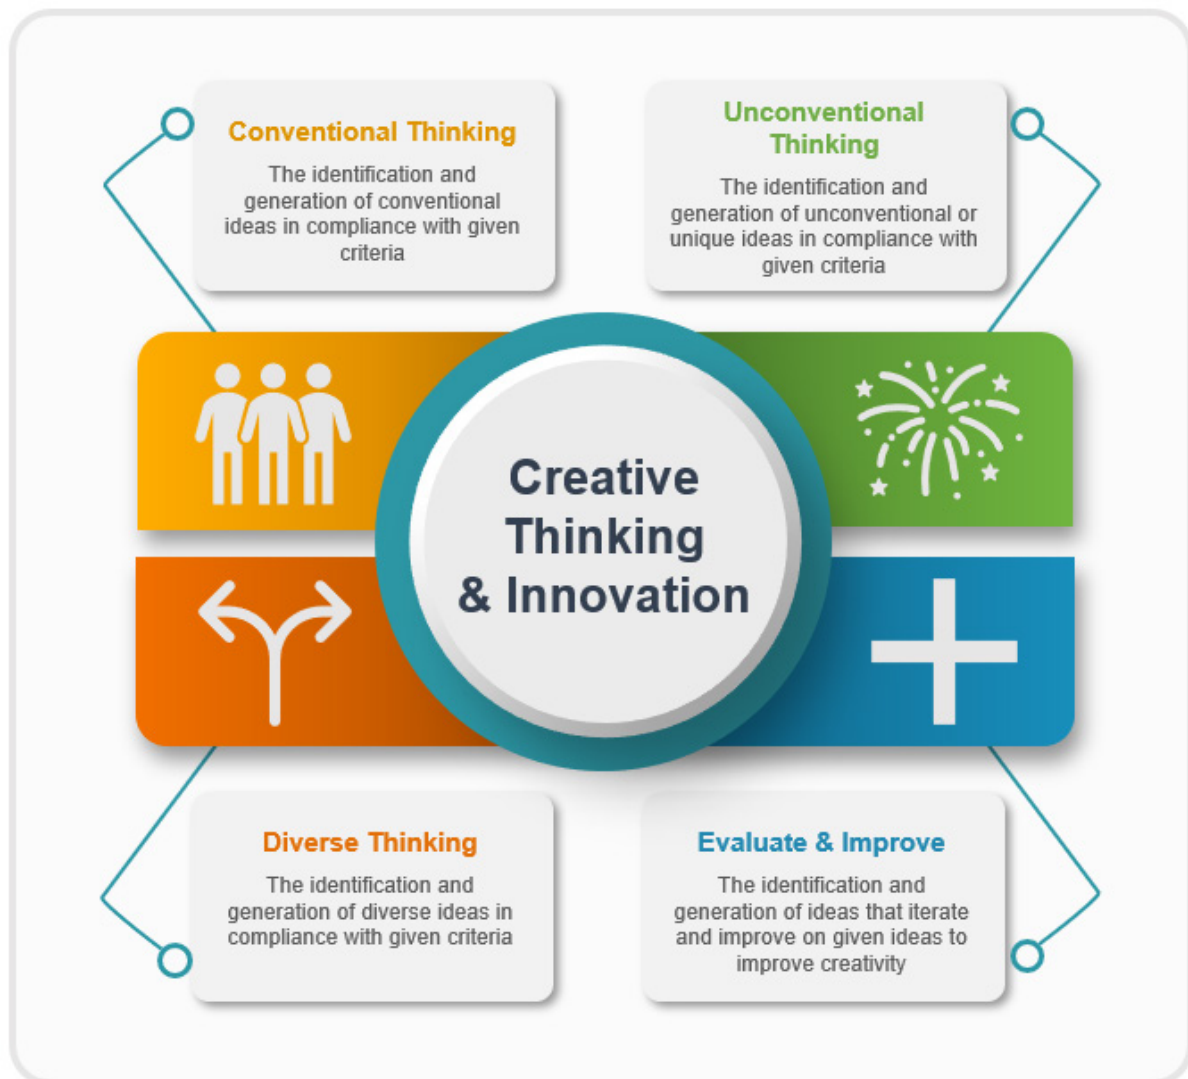 Conventional Thinking
The identification and
generation of conventional
ideas in compliance with given
criteria
Unconventional
Thinking
The identification and
generation of unconventional or
unique ideas in compliance with
given criteria
Creative
Thinking
& Innovation
Diverse Thinking
The identification and
generation of diverse ideas in
compliance with given criteria
Evaluate & Improve
The identification and
generation of ideas that iterate
and improve on given ideas to
improve creativity